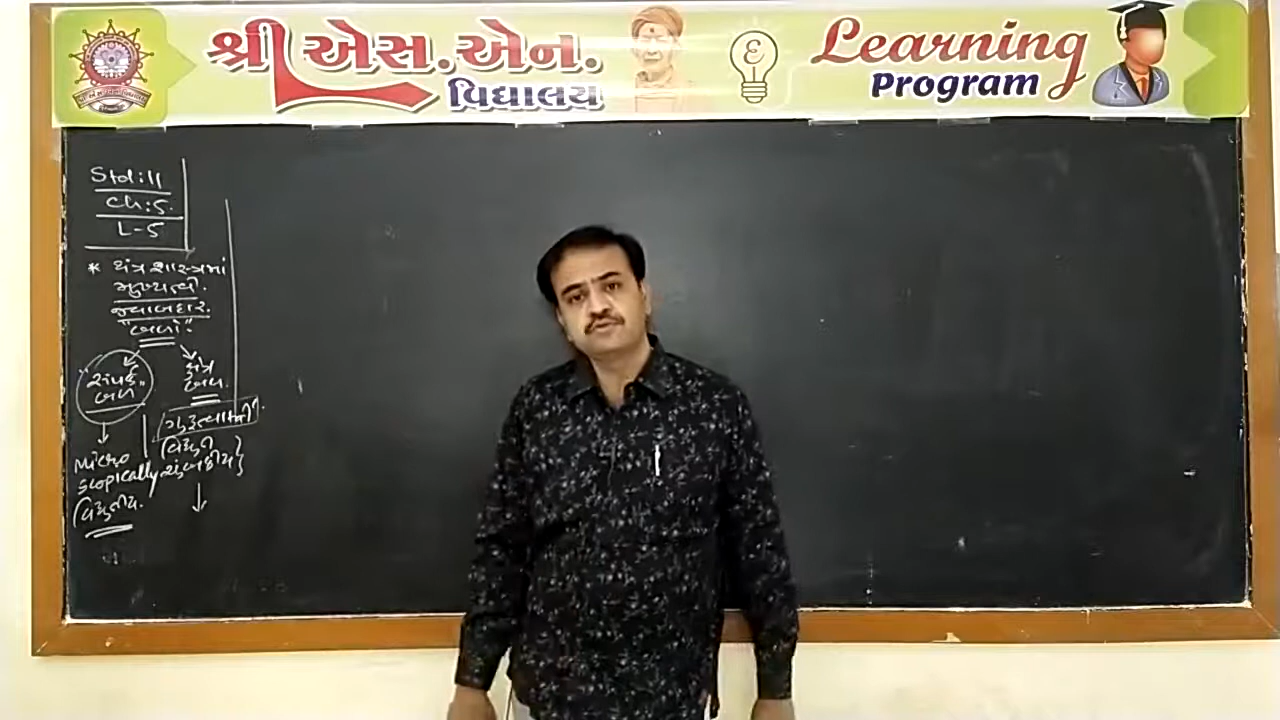 શ્રી એસ. એન.
વિદ્યાલય
Learning
Program
Std:11
Ch:5.
L-5
* યંત્ર શાસ્ત્રમાં
મુખ્યત્વે.
જવાબદાર.
"બળો".
"સંપર્ક"
બળ
ક્ષેત્ર
બળ.
ગુરુત્વાકર્ષી
વિદ્યુત
ચુંબકીય
Micro
scopically
વિદ્યુતીય.